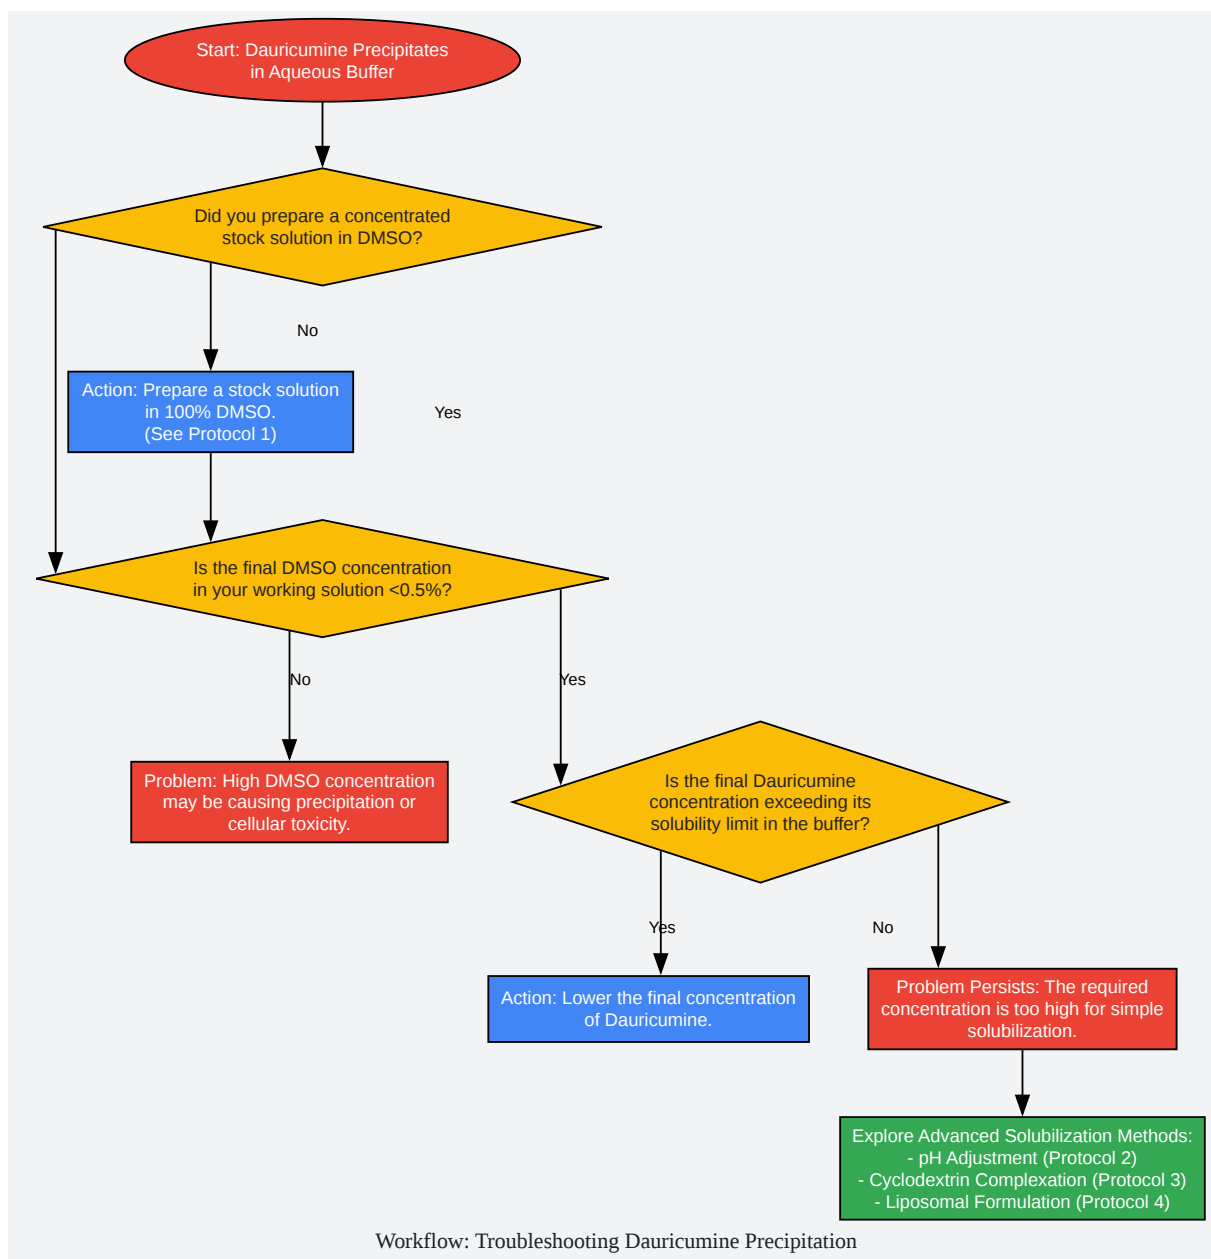 Start: Dauricumine Precipitates
in Aqueous Buffer
Did you prepare a concentrated
stock solution in DMSO?
No
Action: Prepare a stock solution
in 100% DMSO.
(See Protocol 1)
Yes
Is the final DMSO concentration
in your working solution <0.5%?
No
Yes
Problem: High DMSO concentration
may be causing precipitation or
cellular toxicity.
Is the final Dauricumine
concentration exceeding its
solubility limit in the buffer?
Yes
No
Action: Lower the final concentration
of Dauricumine.
Problem Persists: The required
concentration is too high for simple
solubilization.
Explore Advanced Solubilization Methods:
- pH Adjustment (Protocol 2)
- Cyclodextrin Complexation (Protocol 3)
- Liposomal Formulation (Protocol 4)
Workflow: Troubleshooting Dauricumine Precipitation